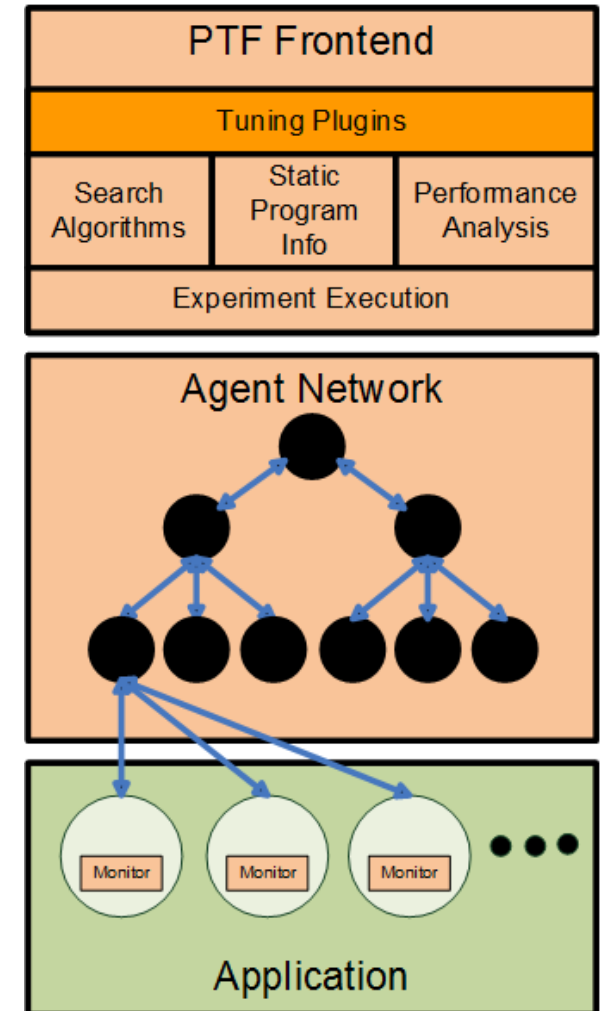 PTF Frontend
Tuning Plugins
Search
Algorithms
Static
Program
Info
Performance
Analysis
Experiment Execution
Agent Network
Monitor
Monitor
Monitor
Application